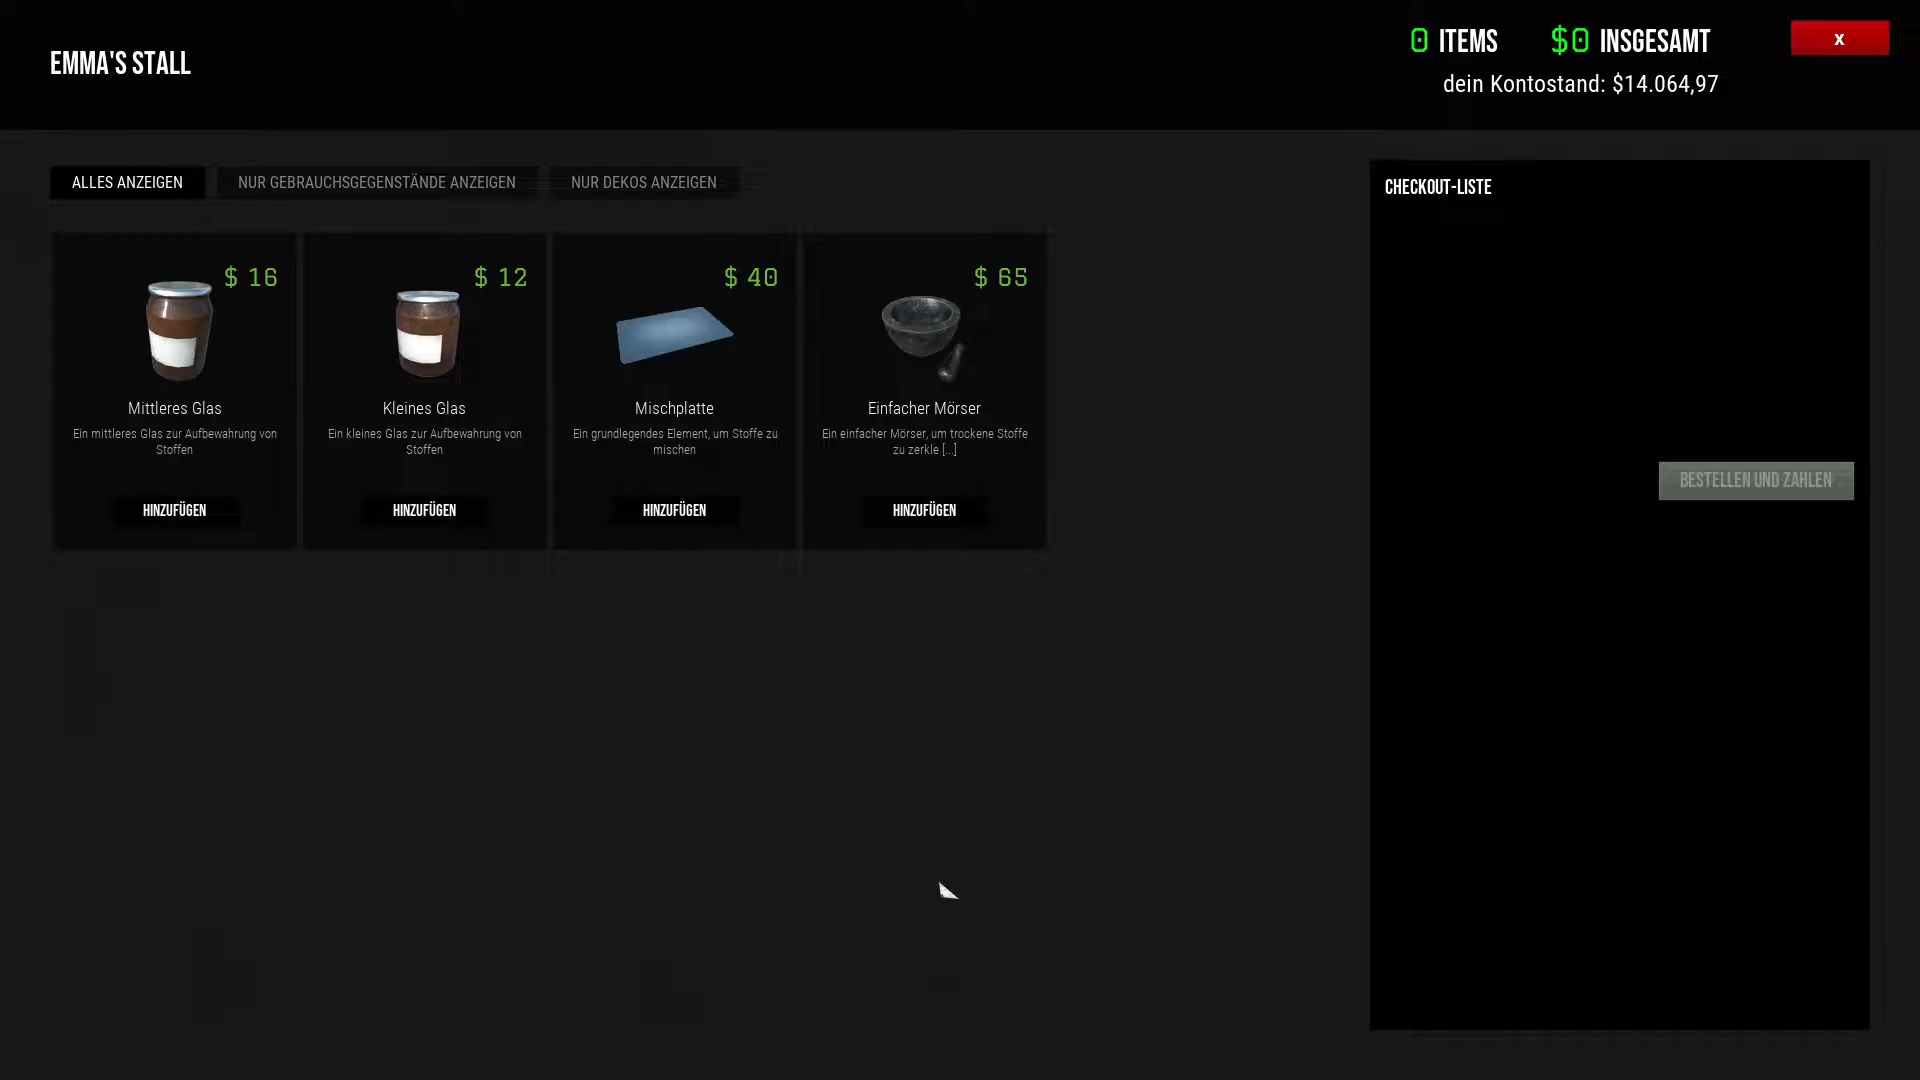 EMMA'S STALL
0 ITEMS $0 INSGESAMT
X
dein Kontostand: $14.064,97
ALLES ANZEIGEN
NUR GEBRAUCHSGEGENSTÄNDE ANZEIGEN
NUR DEKOS ANZEIGEN
CHECKOUT-LISTE
$ 16
Mittleres Glas
Ein mittleres Glas zur Aufbewahrung von
Stoffen
HINZUFÜGEN
$ 12
Kleines Glas
Ein kleines Glas zur Aufbewahrung von
Stoffen
HINZUFÜGEN
$ 40
Mischplatte
Ein grundlegendes Element, um Stoffe zu
mischen
HINZUFÜGEN
$ 65
Einfacher Mörser
Ein einfacher Mörser, um trockene Stoffe
zu zerkle [...]
HINZUFÜGEN
BESTELLEN UND ZAHLEN